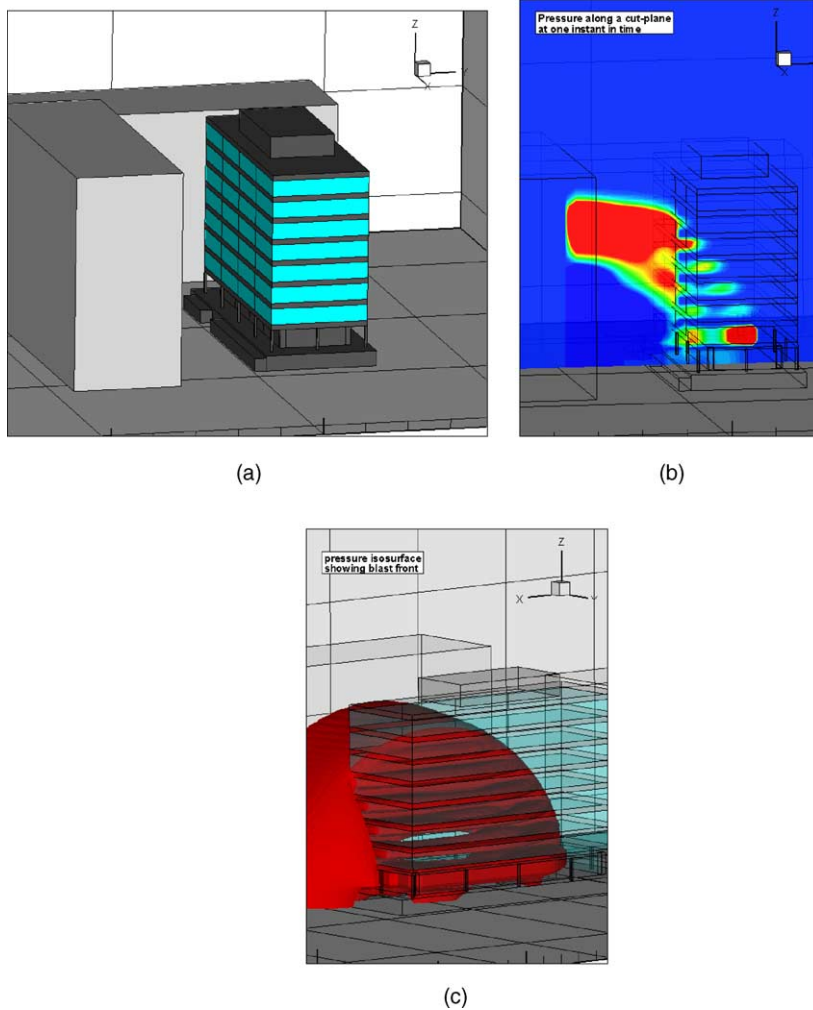 Z
Y
X
Pressure along a cut-plane
at one instant in time
Z
X
(a)
(b)
pressure isosurface
showing blast front
Z
X
Y
(c)